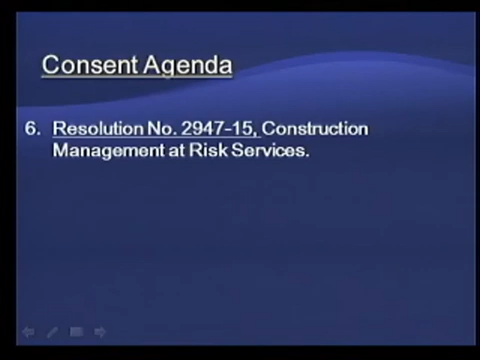 Consent Agenda
6. Resolution No. 2947-15, Construction
Management at Risk Services.